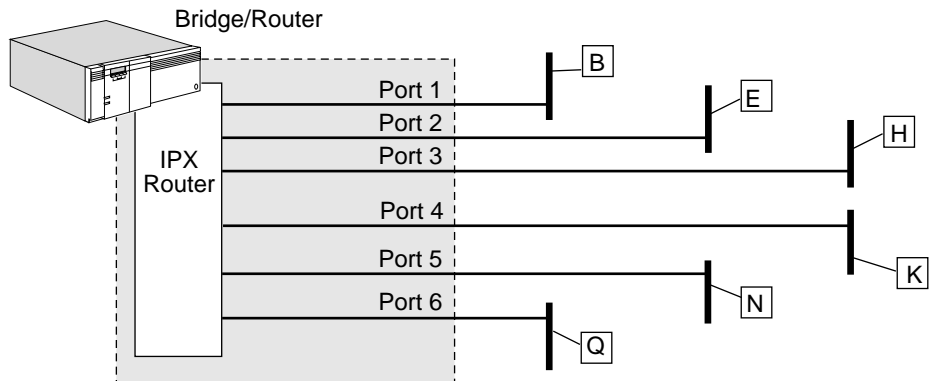 Bridge/Router
B
Port 1
E
Port 2
H
Port 3
IPX
Router
Port 4
K
Port 5
N
Port 6
Q